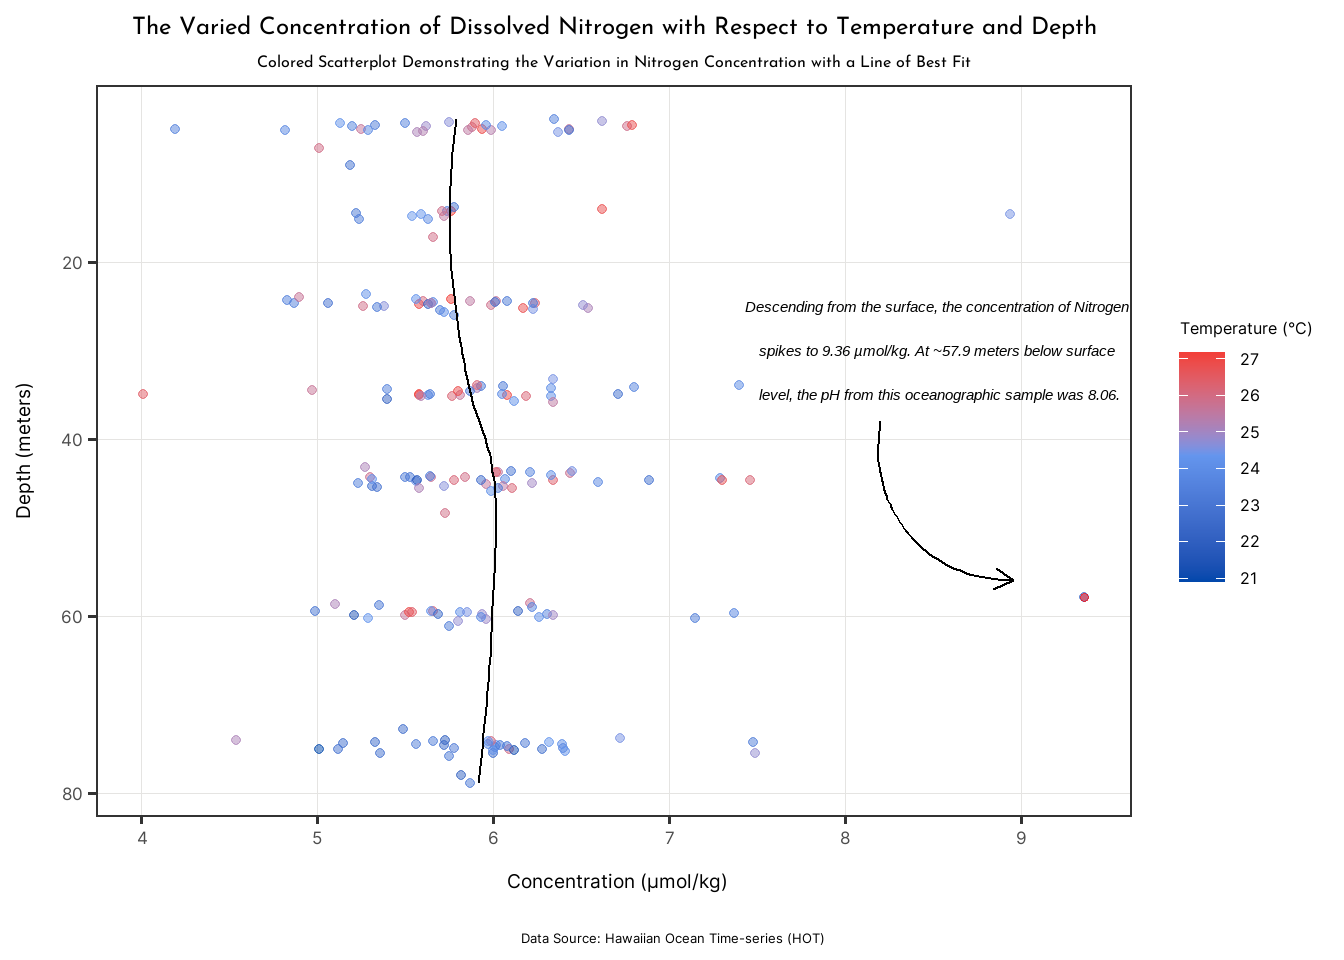 The Varied Concentration of Dissolved Nitrogen with Respect to Temperature and Depth
Colored Scatterplot Demonstrating the Variation in Nitrogen Concentration with a Line of Best Fit
Descending from the surface, the concentration of Nitrogen
spikes to 9.36 µmol/kg. At ~57.9 meters below surface
level, the pH from this oceanographic sample was 8.06.
Depth (meters)
20
40
60
80
4
5
6
7
8
9
Concentration (µmol/kg)
Temperature (°C)
27
26
25
24
23
22
21
Data Source: Hawaiian Ocean Time-series (HOT)